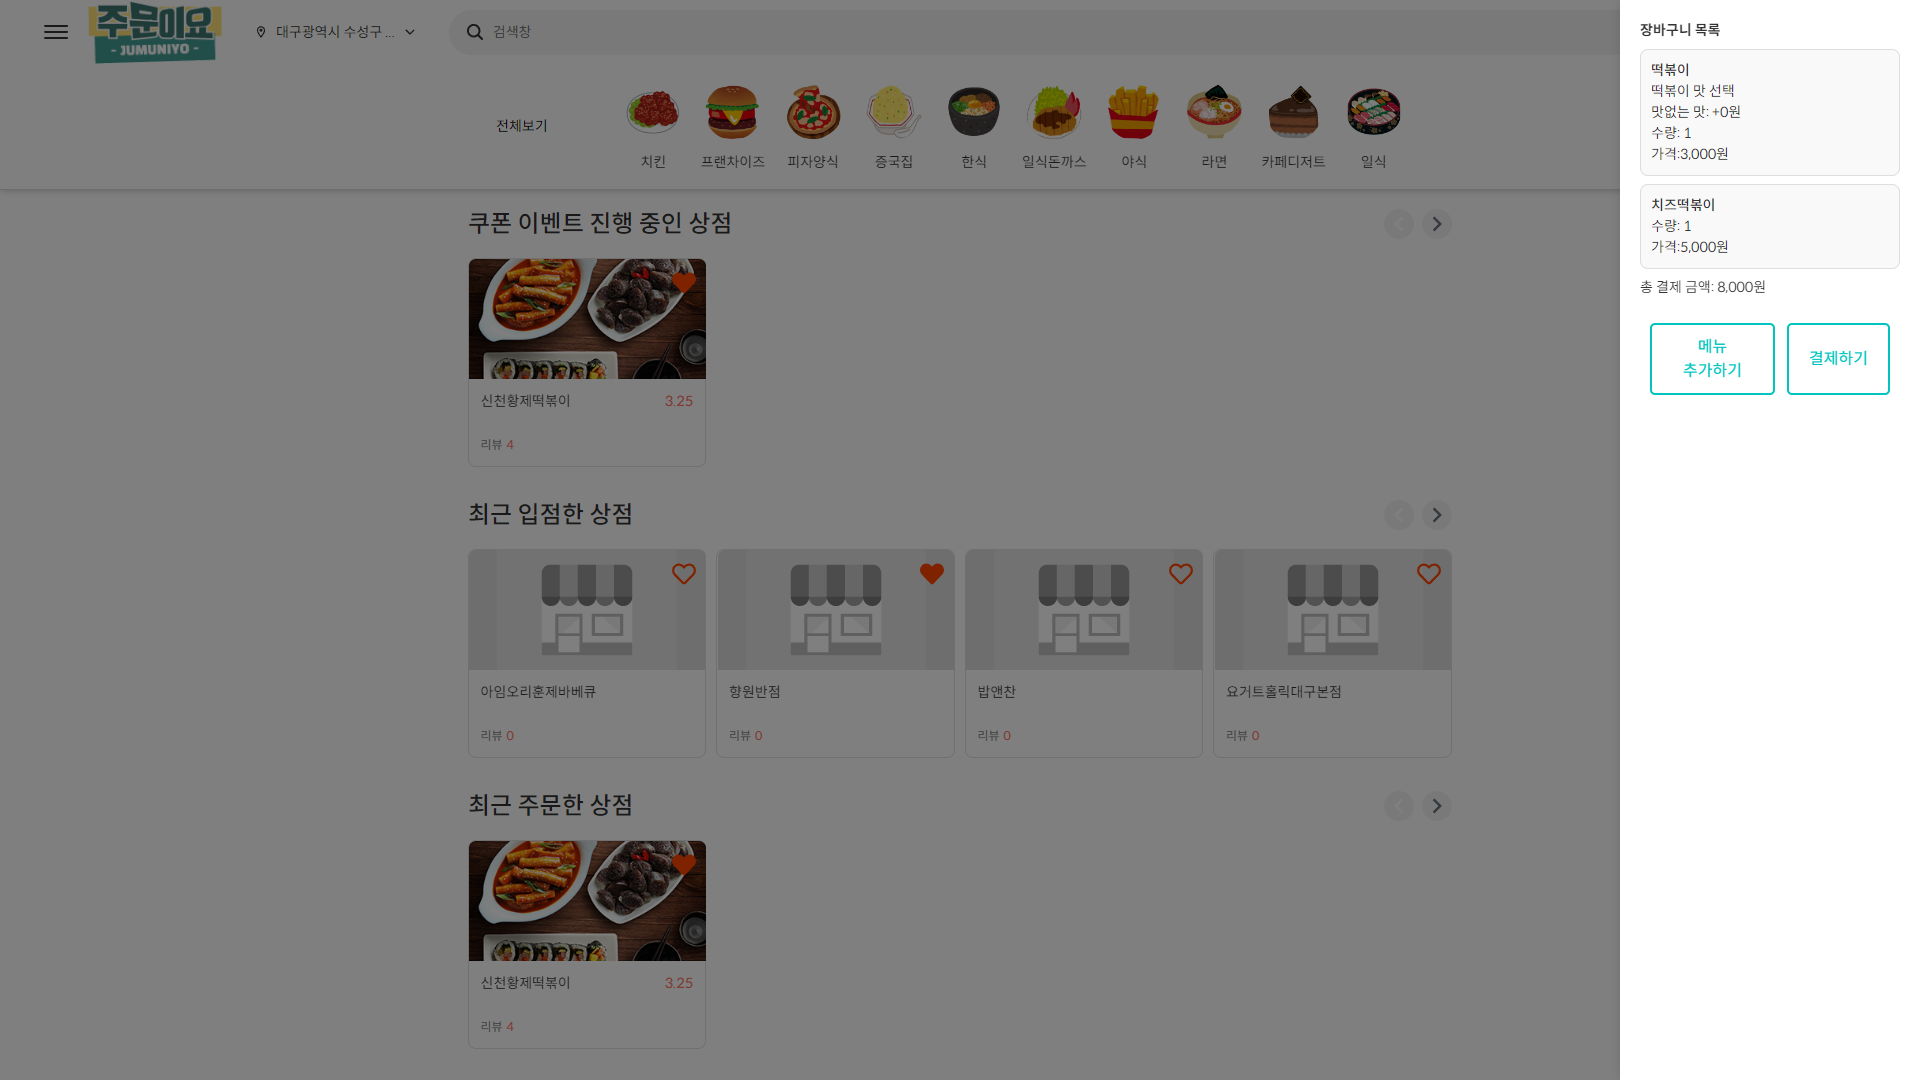 주문이요
- JUMUNIYO -
대구광역시 수성구 ...
검색창
전체보기
치킨
프랜차이즈
피자양식
중국집
한식
일식돈까스
야식
라면
카페디저트
일식
쿠폰 이벤트 진행 중인 상점
신천황제떡볶이 3.25
리뷰 4
최근 입점한 상점
아임오리훈제바베큐
리뷰 0
향원반점
리뷰 0
밥앤찬
리뷰 0
요거트홀릭대구본점
리뷰 0
최근 주문한 상점
신천황제떡볶이 3.25
리뷰 4
장바구니 목록
떡볶이
떡볶이 맛 선택
맛없는 맛: +0원
수량: 1
가격:3,000원
치즈떡볶이
수량: 1
가격:5,000원
총 결제 금액: 8,000원
메뉴
추가하기
결제하기